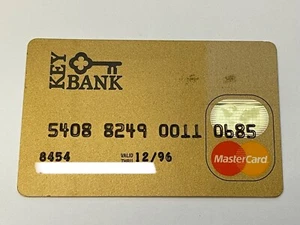 KEY
BANK
5408 8249 0011 0685
8454 VALID THRU 12/96
MasterCard